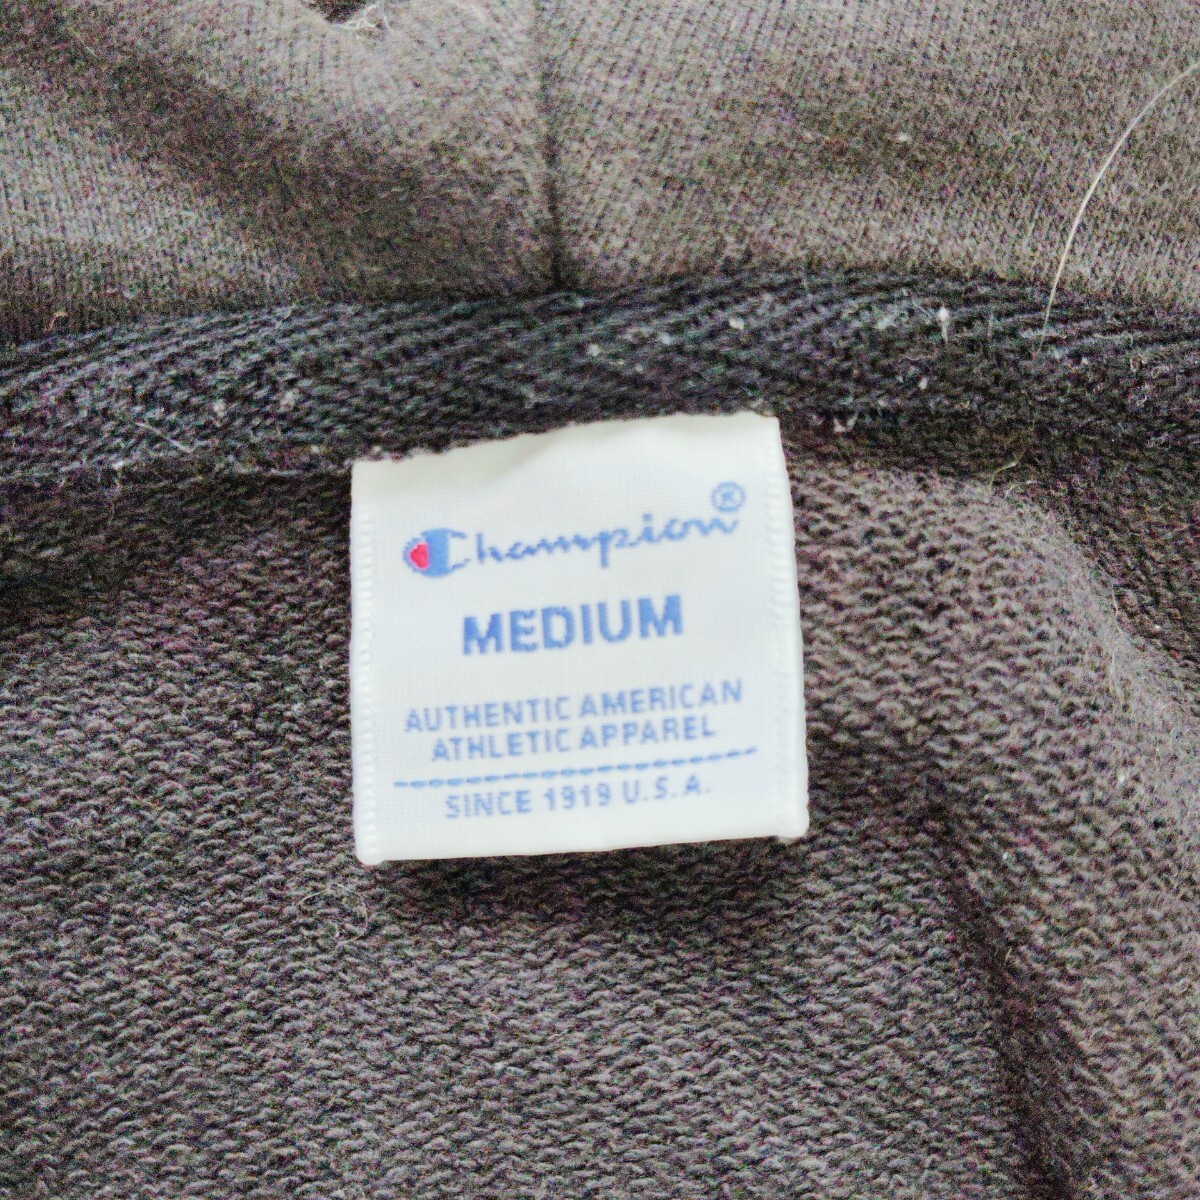 Champion®
MEDIUM
AUTHENTIC AMERICAN
ATHLETIC APPAREL
SINCE 1919 U.S.A.